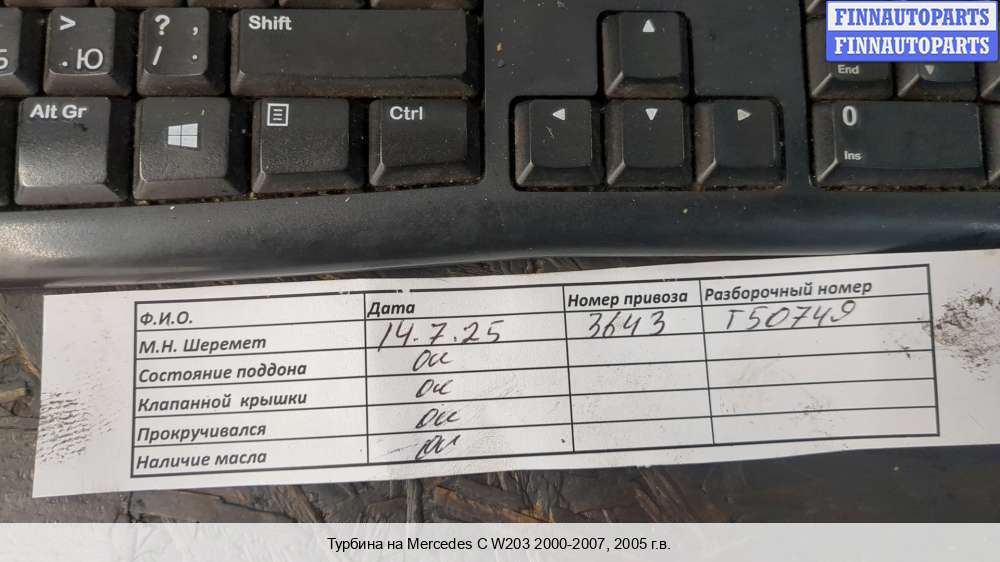 FINNAUTOPARTS
FINNAUTOPARTS
> .Ю
? , / .
Shift
End
Alt Gr
Ctrl
0
Ins
Ф.И.О. Дата Номер привоза Разборочный номер
М.Н. Шеремет 14.7.25 3643 Т50749
Состояние поддона ок
Клапанной крышки ок
Прокручивался ок
Наличие масла ок
Турбина на Mercedes C W203 2000-2007, 2005 г.в.